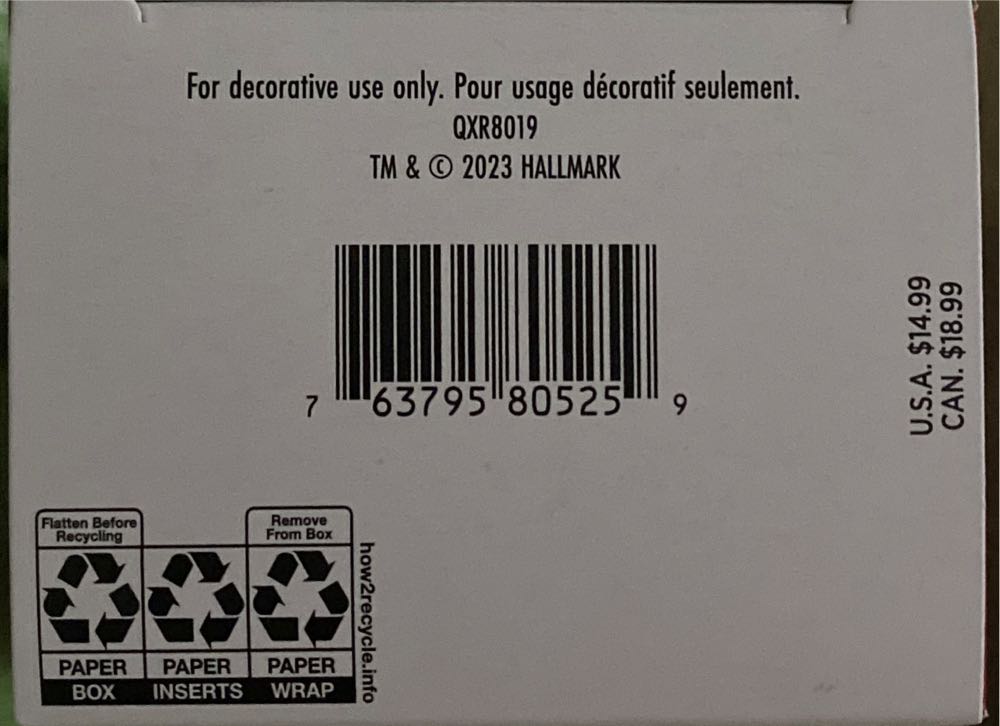 For decorative use only. Pour usage décoratif seulement.
QXR8019
TM & © 2023 HALLMARK
7 63795 80525 9
U.S.A. $14.99
CAN. $18.99
Flatten Before
Recycling
Remove
From Box
PAPER PAPER PAPER
BOX INSERTS WRAP
how2recycle.info